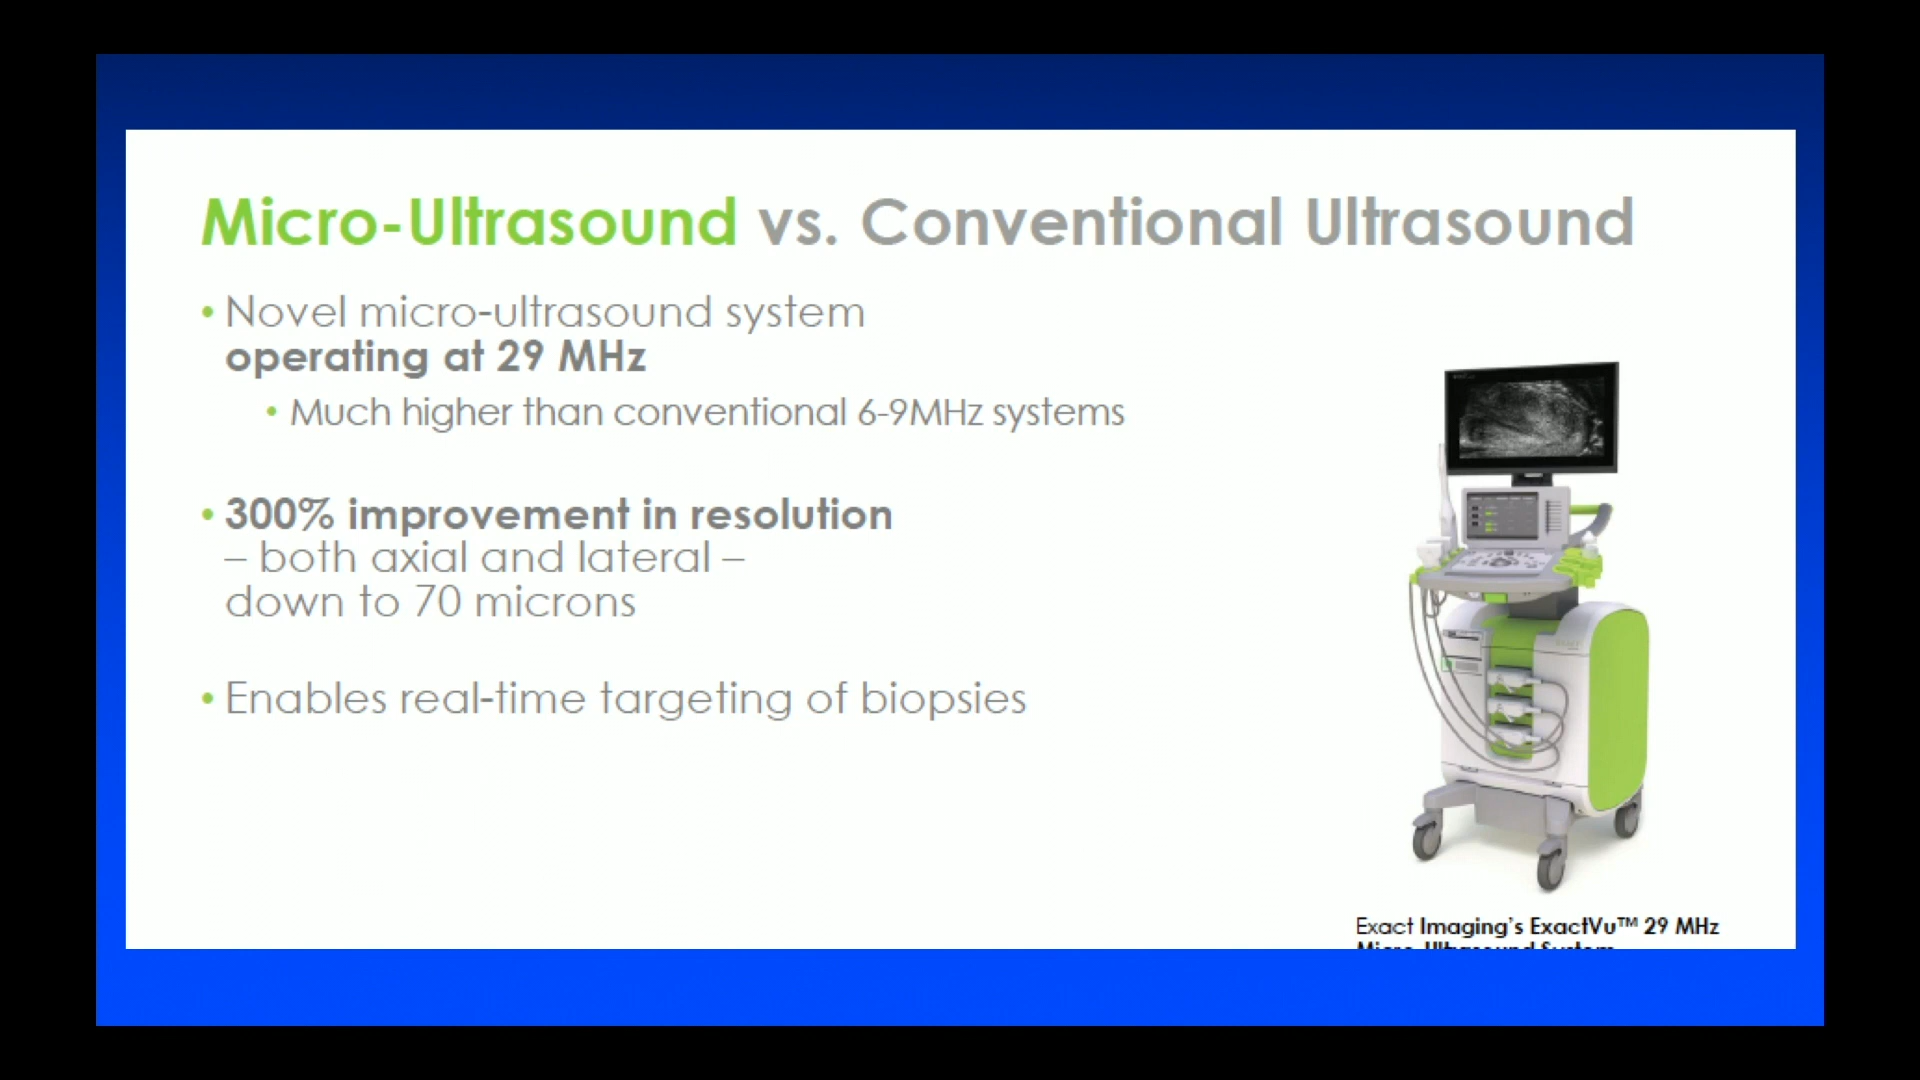 Micro-Ultrasound vs. Conventional Ultrasound
• Novel micro-ultrasound system
operating at 29 MHz
• Much higher than conventional 6-9MHz systems
• 300% improvement in resolution
– both axial and lateral –
down to 70 microns
• Enables real-time targeting of biopsies
Exact Imaging's ExactVu™ 29 MHz
Micro-Ultrasound System